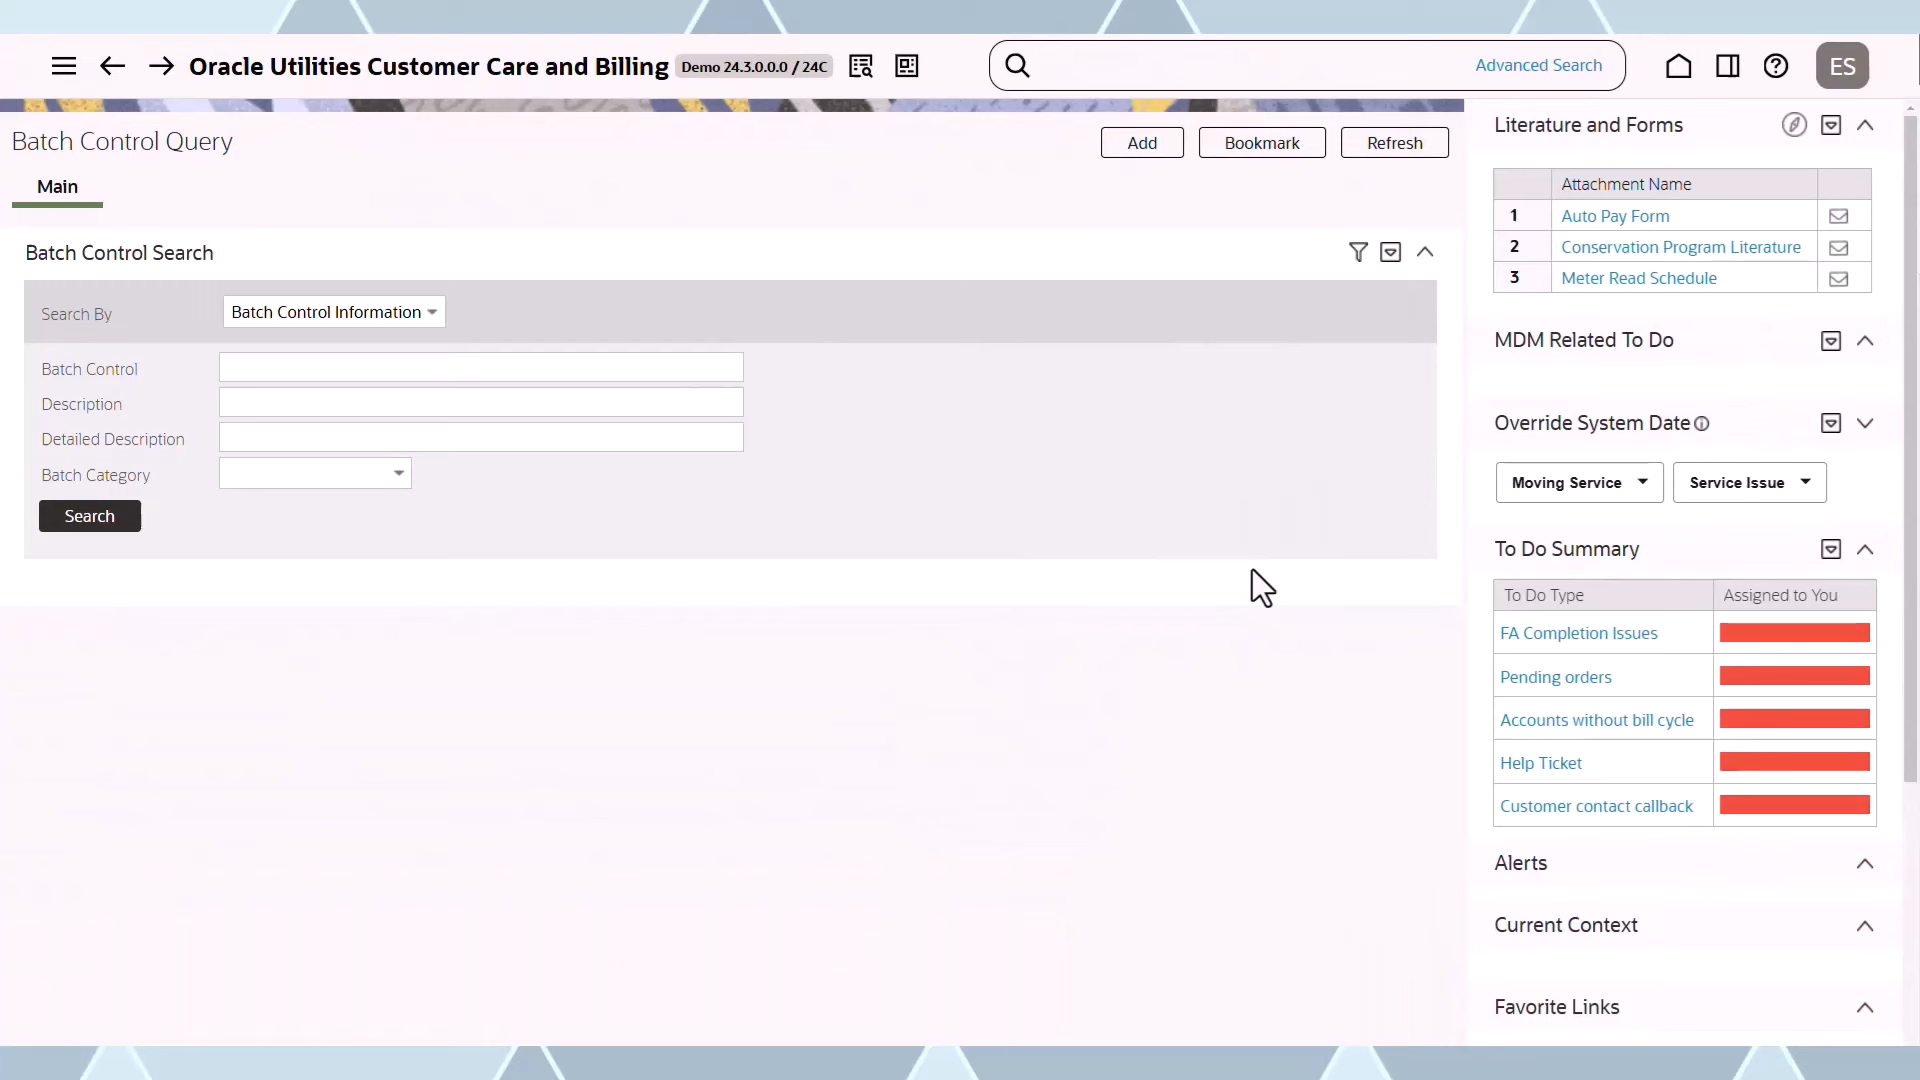 Oracle Utilities Customer Care and Billing Demo 24.3.0.0.0 / 24C Advanced Search ES
Batch Control Query
Add Bookmark Refresh
Main
Batch Control Search
Search By Batch Control Information
Batch Control
Description
Detailed Description
Batch Category
Search
Literature and Forms
Attachment Name
1 Auto Pay Form
2 Conservation Program Literature
3 Meter Read Schedule
MDM Related To Do
Override System Date
Moving Service Service Issue
To Do Summary
To Do Type Assigned to You
FA Completion Issues
Pending orders
Accounts without bill cycle
Help Ticket
Customer contact callback
Alerts
Current Context
Favorite Links